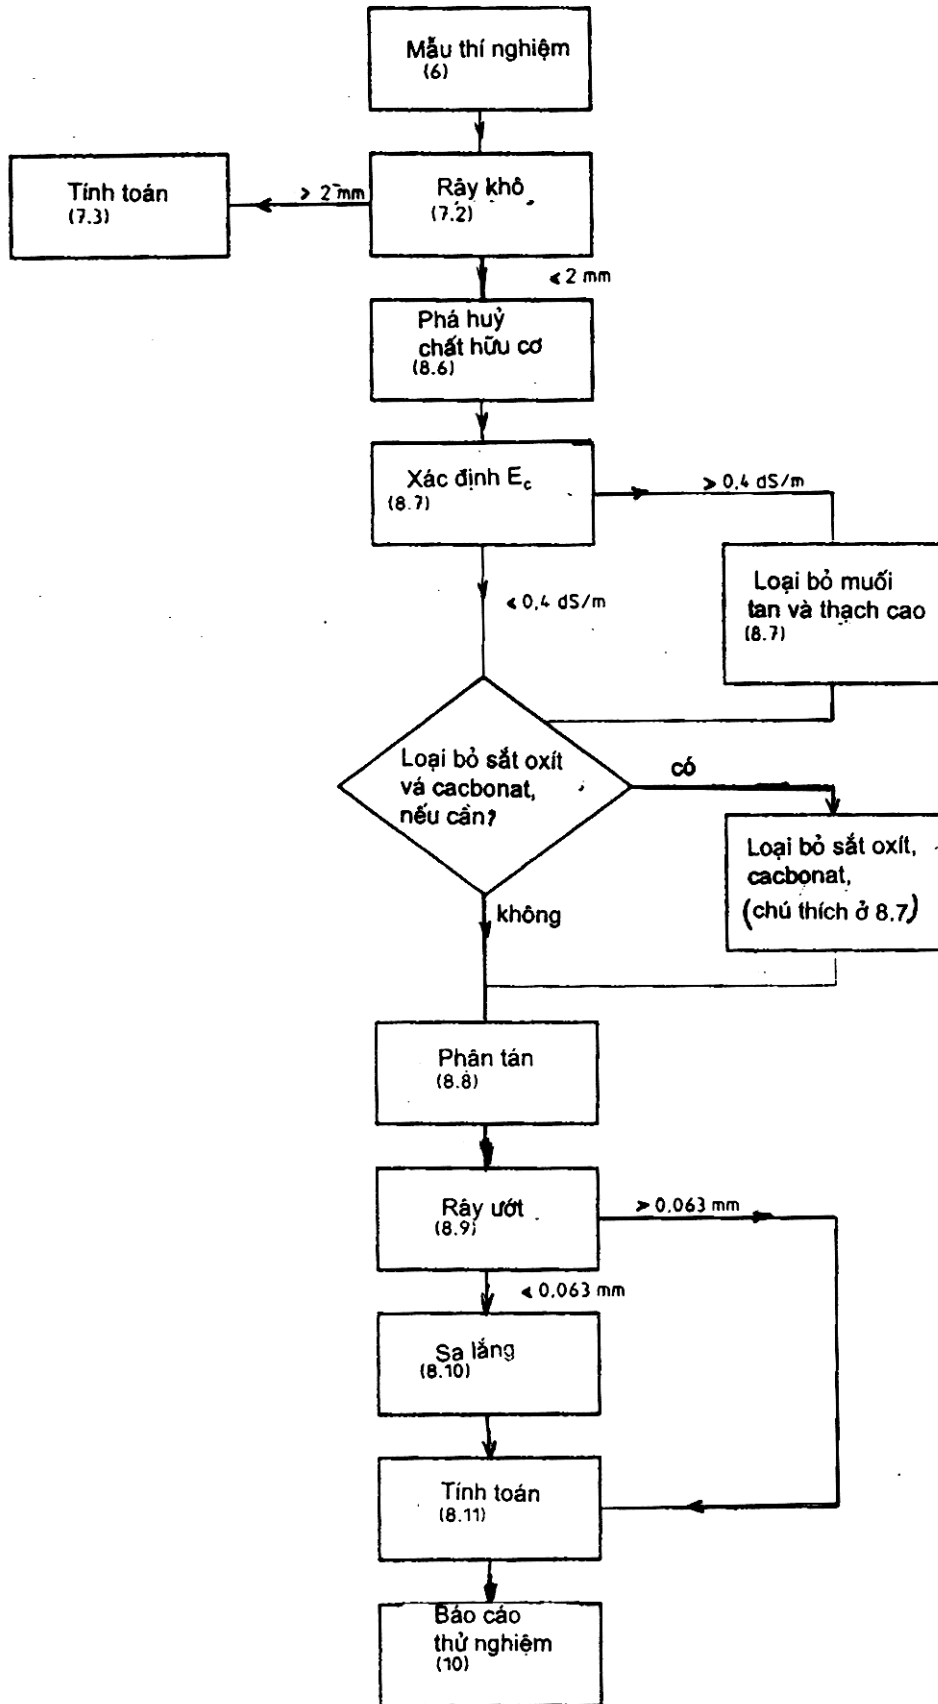 Mẫu thí nghiệm
(6)
Tính toán
(7.3)
> 2 mm
Rây khô
(7.2)
⩽ 2 mm
Phá huỷ
chất hữu cơ
(8.6)
Xác định Ec
(8.7)
> 0,4 dS/m
⩽ 0,4 dS/m
Loại bỏ muối
tan và thạch cao
(8.7)
Loại bỏ sắt oxít
vá cacbonat,
nếu cần?
có
Loại bỏ sắt oxít,
cacbonat,
(chú thích ở 8.7)
không
Phân tán
(8.8)
Rây ướt
(8.9)
> 0.063 mm
⩽ 0.063 mm
Sa lắng
(8.10)
Tính toán
(8.11)
Báo cáo
thử nghiệm
(10)